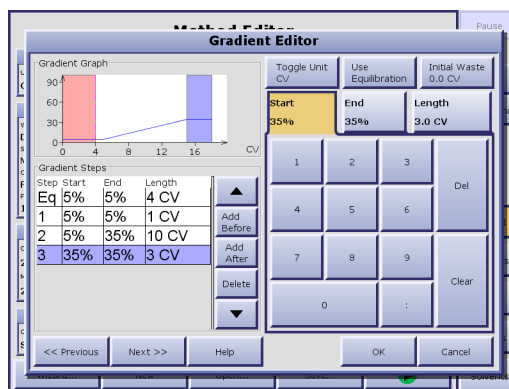 Method Editor
Pause
Gradient Editor
Gradient Graph
90
60
30
0
0 4 8 12 16 CV
Toggle Unit
CV
Use
Equilibration
Initial Waste
0.0 CV
Start
35%
End
35%
Length
3.0 CV
Gradient Steps
Step Start End Length
Eq 5% 5% 4 CV
1 5% 5% 1 CV
2 5% 35% 10 CV
3 35% 35% 3 CV
Add
Before
Add
After
Delete
1 2 3
Del
4 5 6
7 8 9
Clear
0 :
<< Previous
Next >>
Help
OK
Cancel